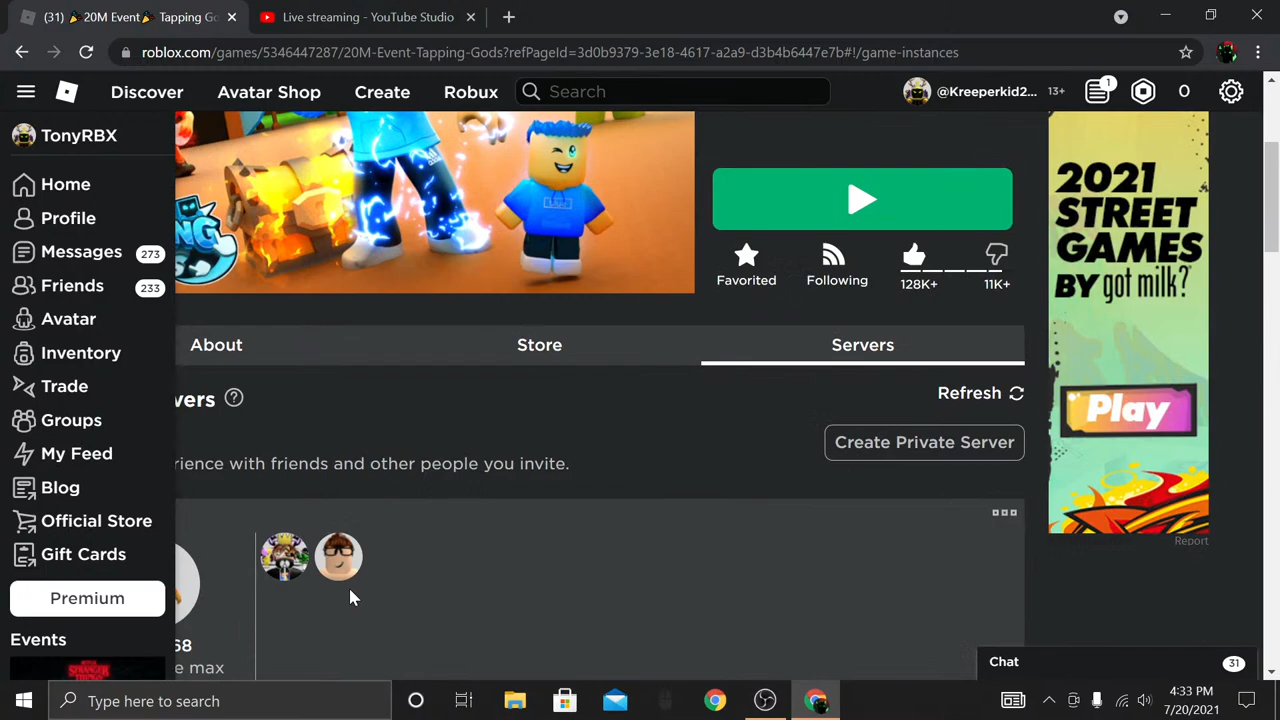 (31) 🎉20M Event🎉 Tapping Go
Live streaming - YouTube Studio
roblox.com/games/5346447287/20M-Event-Tapping-Gods?refPageId=3d0b9379-3e18-4617-a2a9-d3b4b6447e7b#!/game-instances
Discover
Avatar Shop
Create
Robux
Search
@Kreeperkid2...
13+
1
0
TonyRBX
Home
Profile
Messages 273
Friends 233
Avatar
Inventory
Trade
Groups
My Feed
Blog
Official Store
Gift Cards
Premium
Events
Favorited
Following
128K+
11K+
About
Store
Servers
vers
Refresh
Create Private Server
rience with friends and other people you invite.
68
e max
2021
STREET
GAMES
BY got milk?
Play
Report
Chat
31
Type here to search
4:33 PM
7/20/2021